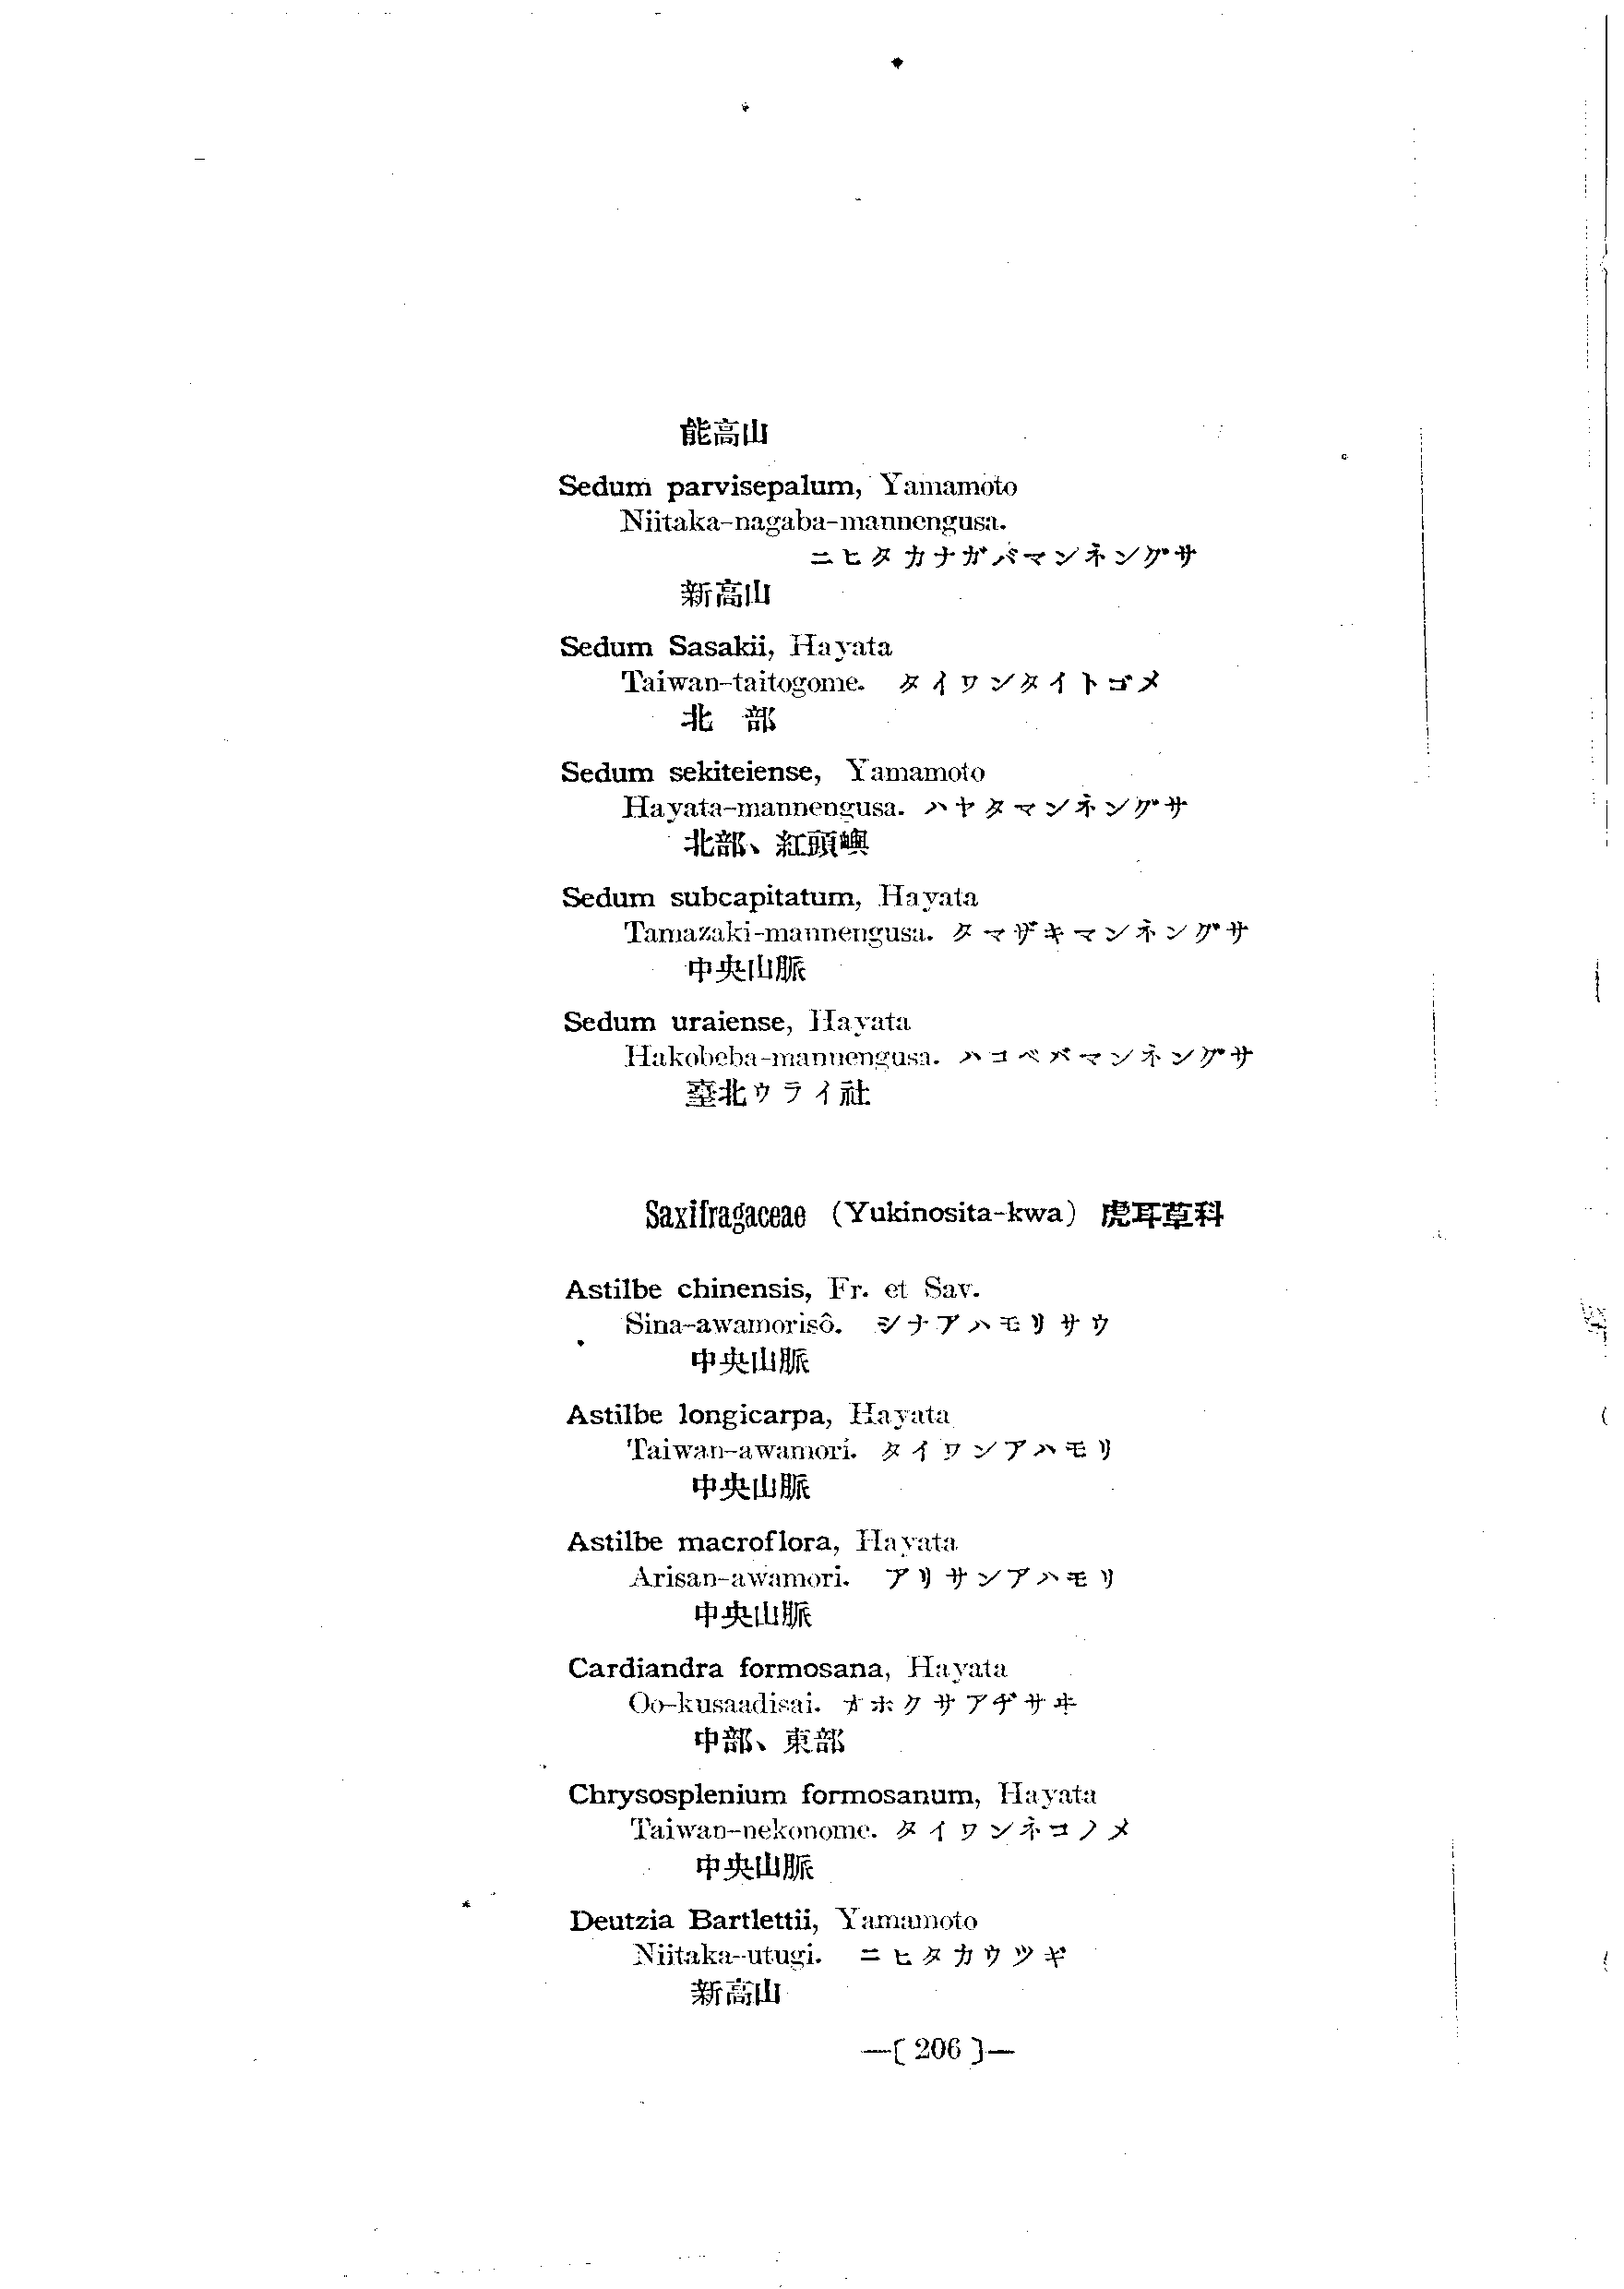 能高山
Sedum parvisepalum, Yamamoto
Niitaka-nagaba-mannengusa.
ニヒタカナガバマンネングサ
新高山
Sedum Sasakii, Hayata
Taiwan-taitogome. タイワンタイトゴメ
北 部
Sedum sekiteiense, Yamamoto
Hayata-mannengusa. ハヤタマンネングサ
北部、紅頭嶼
Sedum subcapitatum, Hayata
Tamazaki-mannengusa. タマザキマンネングサ
中央山脈
Sedum uraiense, Hayata
Hakobeba-mannengusa. ハコベバマンネングサ
臺北ウライ社
Saxifragaceae (Yukinosita-kwa) 虎耳草科
Astilbe chinensis, Fr. et Sav.
Sina-awamorisô. シナアハモリサウ
中央山脈
Astilbe longicarpa, Hayata
Taiwan-awamori. タイワンアハモリ
中央山脈
Astilbe macroflora, Hayata
Arisan-awamori. アリサンアハモリ
中央山脈
Cardiandra formosana, Hayata
Oo-kusaadisai. オホクサアヂサヰ
中部、東部
Chrysosplenium formosanum, Hayata
Taiwan-nekonome. タイワンネコノメ
中央山脈
Deutzia Bartlettii, Yamamoto
Niitaka-utugi. ニヒタカウツギ
新高山
—[ 206 ]—